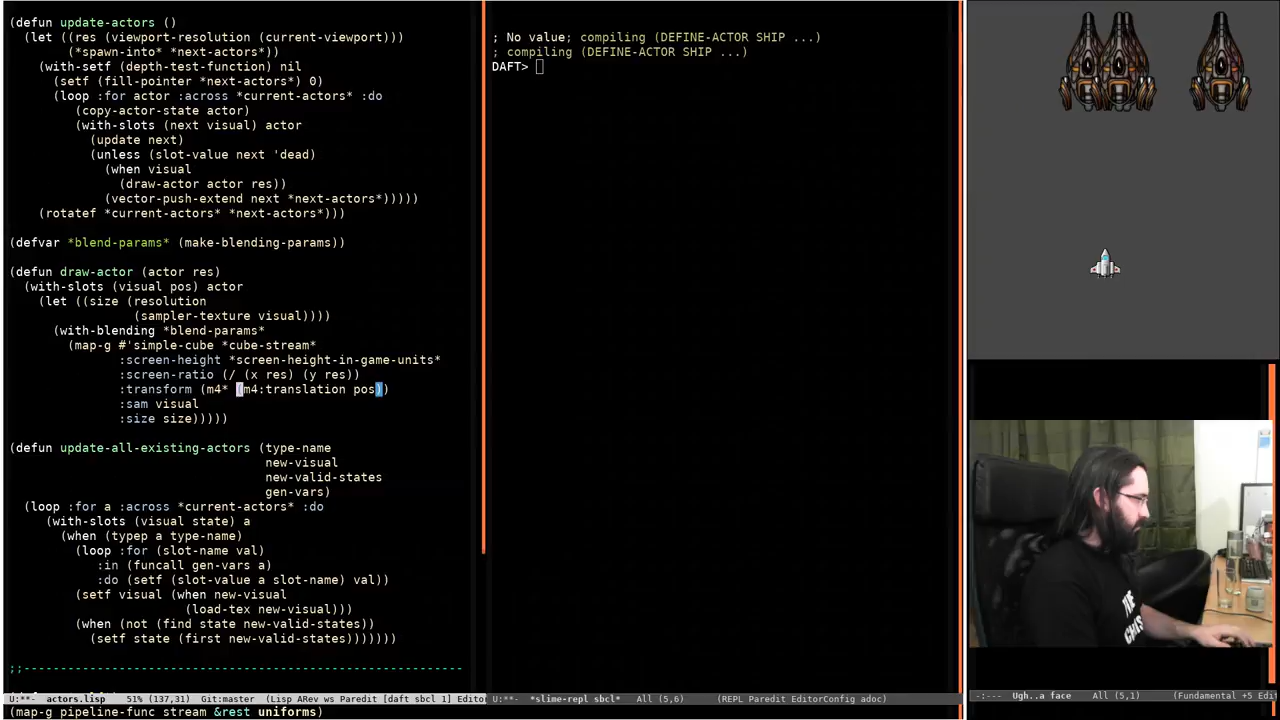 (defun update-actors ()
(let ((res (viewport-resolution (current-viewport)))
(*spawn-into* *next-actors*))
(with-setf (depth-test-function) nil
(setf (fill-pointer *next-actors*) 0)
(loop :for actor :across *current-actors* :do
(copy-actor-state actor)
(with-slots (next visual) actor
(update next)
(unless (slot-value next 'dead)
(when visual
(draw-actor actor res))
(vector-push-extend next *next-actors*)))))
(rotatef *current-actors* *next-actors*)))
(defvar *blend-params* (make-blending-params))
(defun draw-actor (actor res)
(with-slots (visual pos) actor
(let ((size (resolution
(sampler-texture visual))))
(with-blending *blend-params*
(map-g #'simple-cube *cube-stream*
:screen-height *screen-height-in-game-units*
:screen-ratio (/ (x res) (y res))
:transform (m4* (m4:translation pos))
:sam visual
:size size)))))
(defun update-all-existing-actors (type-name
new-visual
new-valid-states
gen-vars)
(loop :for a :across *current-actors* :do
(with-slots (visual state) a
(when (typep a type-name)
(loop :for (slot-name val)
:in (funcall gen-vars a)
:do (setf (slot-value a slot-name) val))
(setf visual (when new-visual
(load-tex new-visual)))
(when (not (find state new-valid-states))
(setf state (first new-valid-states)))))))
;;--------------------------------------------------------------
U:**- actors.lisp 51% (137,31) Git:master (Lisp ARev ws Paredit [daft sbcl 1] Editor
(map-g pipeline-func stream &rest uniforms)
; No value; compiling (DEFINE-ACTOR SHIP ...)
; compiling (DEFINE-ACTOR SHIP ...)
DAFT>
U:**- *slime-repl sbcl* All (5,6) (REPL Paredit EditorConfig adoc)
-:--- Ugh..a face All (5,1) (Fundamental +5 Edit